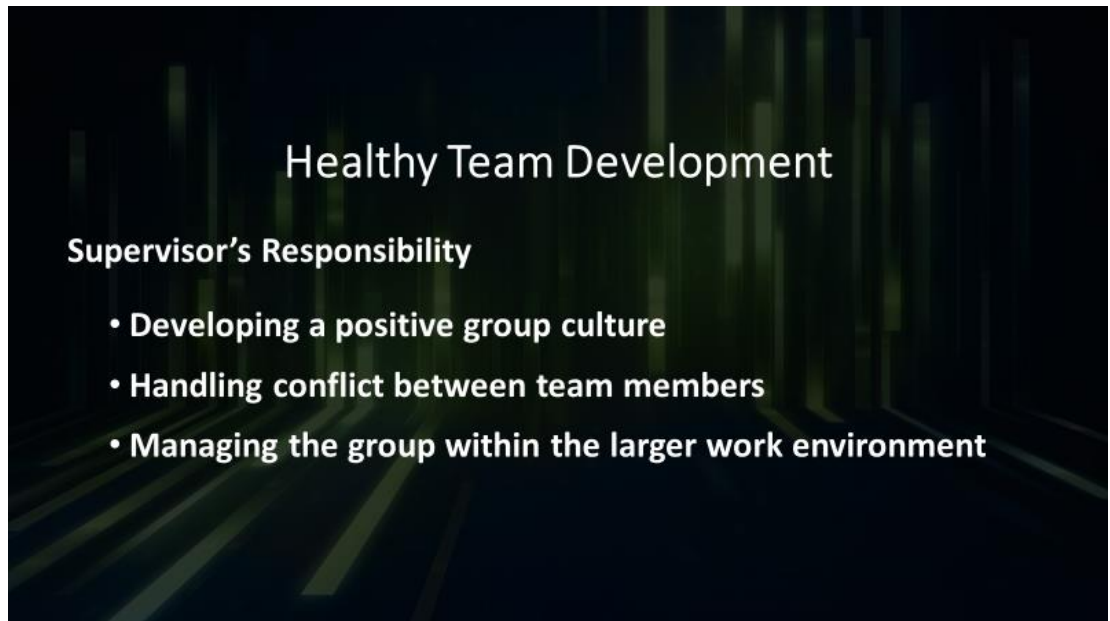 Healthy Team Development
Supervisor’s Responsibility
• Developing a positive group culture
• Handling conflict between team members
• Managing the group within the larger work environment